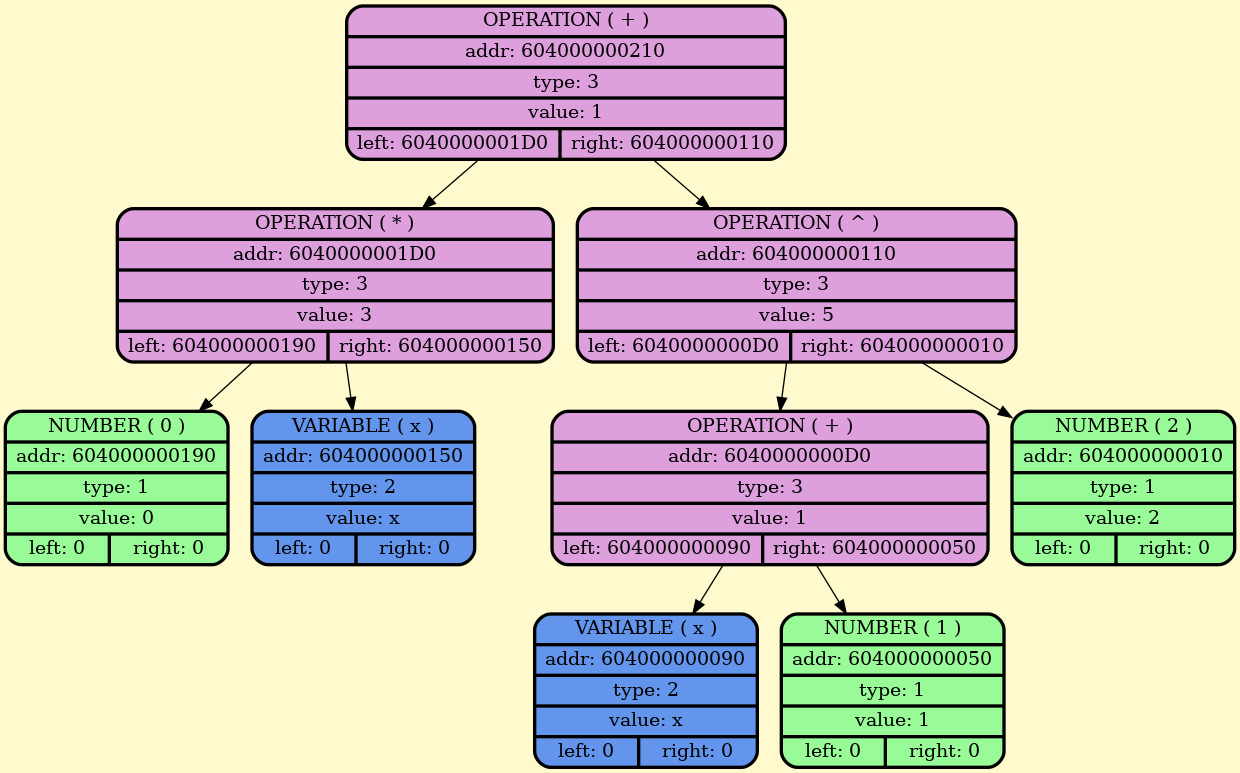 OPERATION ( + )
addr: 604000000210
type: 3
value: 1
left: 6040000001D0 right: 604000000110
OPERATION ( * )
addr: 6040000001D0
type: 3
value: 3
left: 604000000190 right: 604000000150
OPERATION ( ^ )
addr: 604000000110
type: 3
value: 5
left: 6040000000D0 right: 604000000010
NUMBER ( 0 )
addr: 604000000190
type: 1
value: 0
left: 0 right: 0
VARIABLE ( x )
addr: 604000000150
type: 2
value: x
left: 0 right: 0
OPERATION ( + )
addr: 6040000000D0
type: 3
value: 1
left: 604000000090 right: 604000000050
NUMBER ( 2 )
addr: 604000000010
type: 1
value: 2
left: 0 right: 0
VARIABLE ( x )
addr: 604000000090
type: 2
value: x
left: 0 right: 0
NUMBER ( 1 )
addr: 604000000050
type: 1
value: 1
left: 0 right: 0